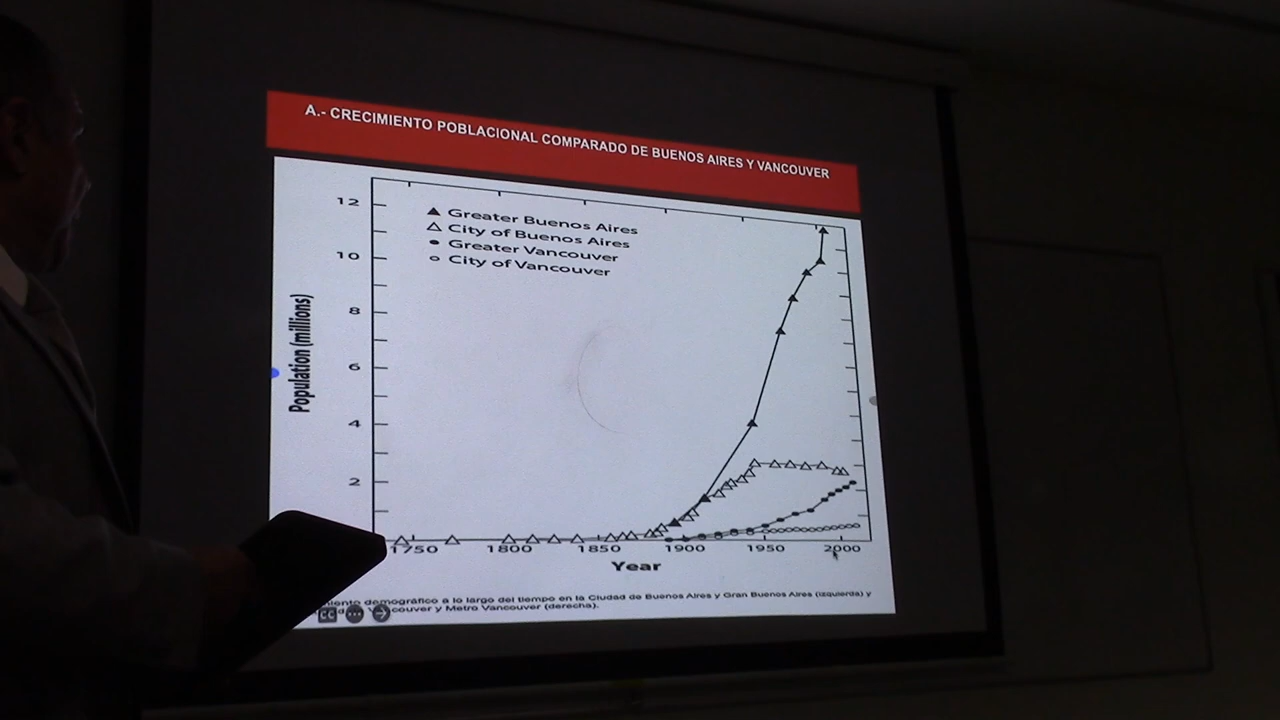 A.- CRECIMIENTO POBLACIONAL COMPARADO DE BUENOS AIRES Y VANCOUVER
Greater Buenos Aires
City of Buenos Aires
Greater Vancouver
City of Vancouver
12
10
8
6
4
2
Population (millions)
1750 1800 1850 1900 1950 2000
Year
demográfico a lo largo del tiempo en la Ciudad de Buenos Aires y Gran Buenos Aires (izquierda) y
couver y Metro Vancouver (derecha).
CC